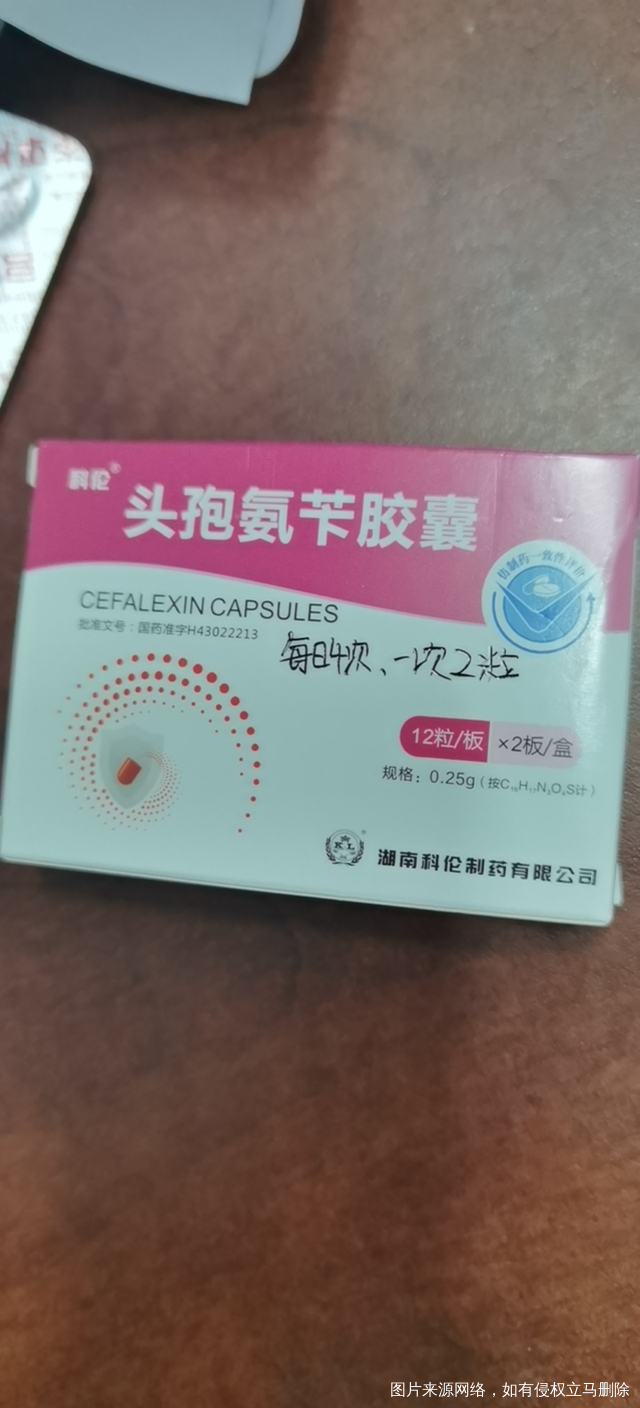 科伦®
头孢氨苄胶囊
仿制药一致性评价
CEFALEXIN CAPSULES
批准文号：国药准字H43022213
每日4次、一次2粒
12粒/板 ×2板/盒
规格：0.25g（按C₁₆H₁₇N₃O₄S计）
KL
湖南科伦制药有限公司
图片来源网络，如有侵权立马删除